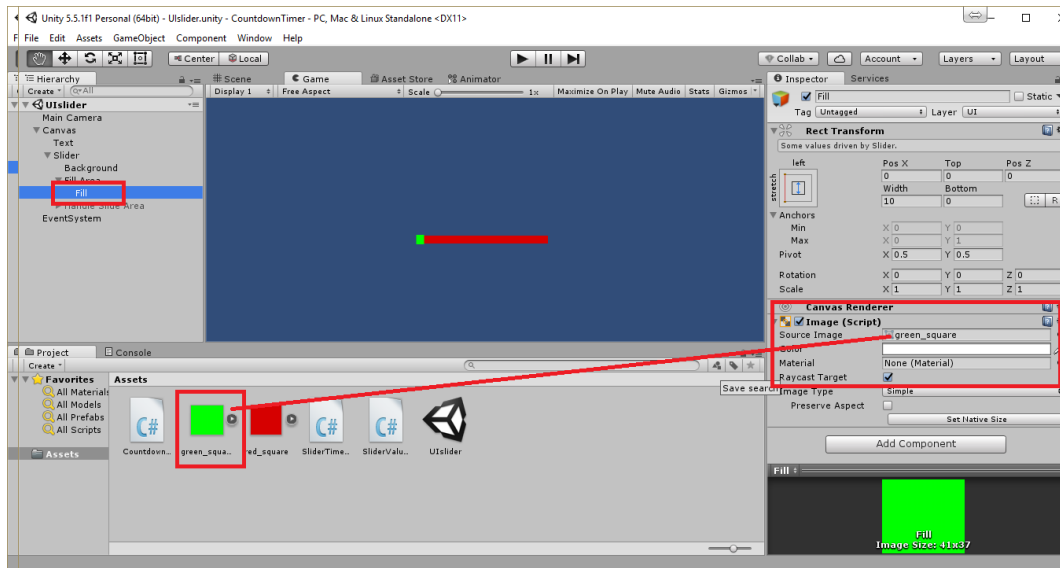 Unity 5.5.1f1 Personal (64bit) - UIslider.unity - CountdownTimer - PC, Mac & Linux Standalone <DX11>
F File Edit Assets GameObject Component Window Help
Center Local Collab Account Layers Layout
Hierarchy
Create All
UIslider
Main Camera
Canvas
Text
Slider
Background
Fill Area
Fill
Handle Slide Area
EventSystem
Scene Game Asset Store Animator
Display 1 Free Aspect Scale 1x Maximize On Play Mute Audio Stats Gizmos
Inspector Services
Fill Static
Tag Untagged Layer UI
Rect Transform
Some values driven by Slider.
left Pos X Top Pos Z
stretch 0 0 0
Width Bottom
10 0 R
Anchors
Min X 0 Y 0
Max X 0 Y 1
Pivot X 0.5 Y 0.5
Rotation X 0 Y 0 Z 0
Scale X 1 Y 1 Z 1
Canvas Renderer
Image (Script)
Source Image green_square
Color
Material None (Material)
Raycast Target
Image Type Simple
Preserve Aspect
Set Native Size
Add Component
Fill
Fill
Image Size: 41x37
Project Console
Create
Save sear
Favorites
All Materials
All Models
All Prefabs
All Scripts
Assets
Assets
C# C# C#
Countdown... green_squa... red_square SliderTime... SliderValu... UIslider